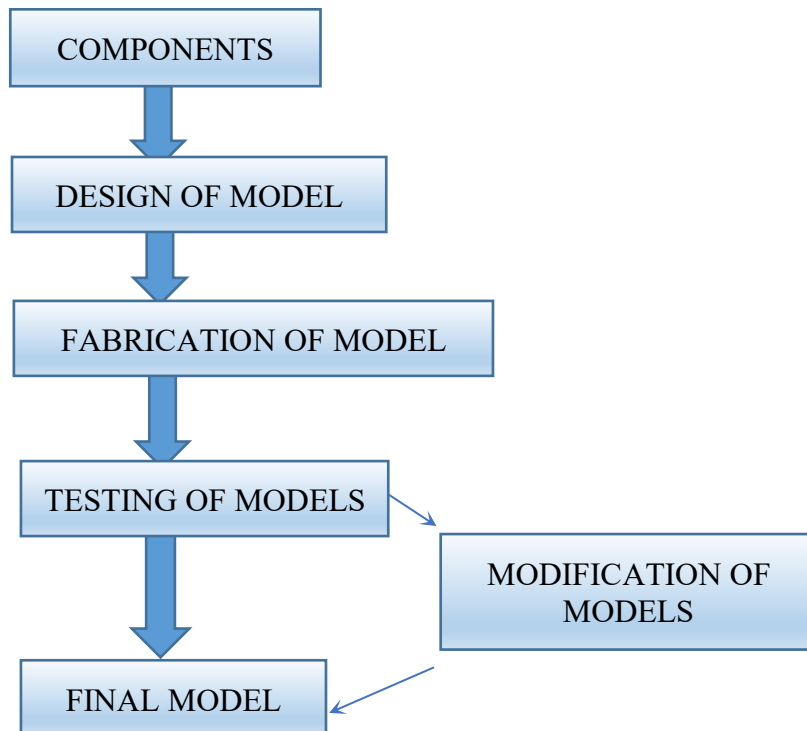 COMPONENTS
DESIGN OF MODEL
FABRICATION OF MODEL
TESTING OF MODELS
MODIFICATION OF
MODELS
FINAL MODEL